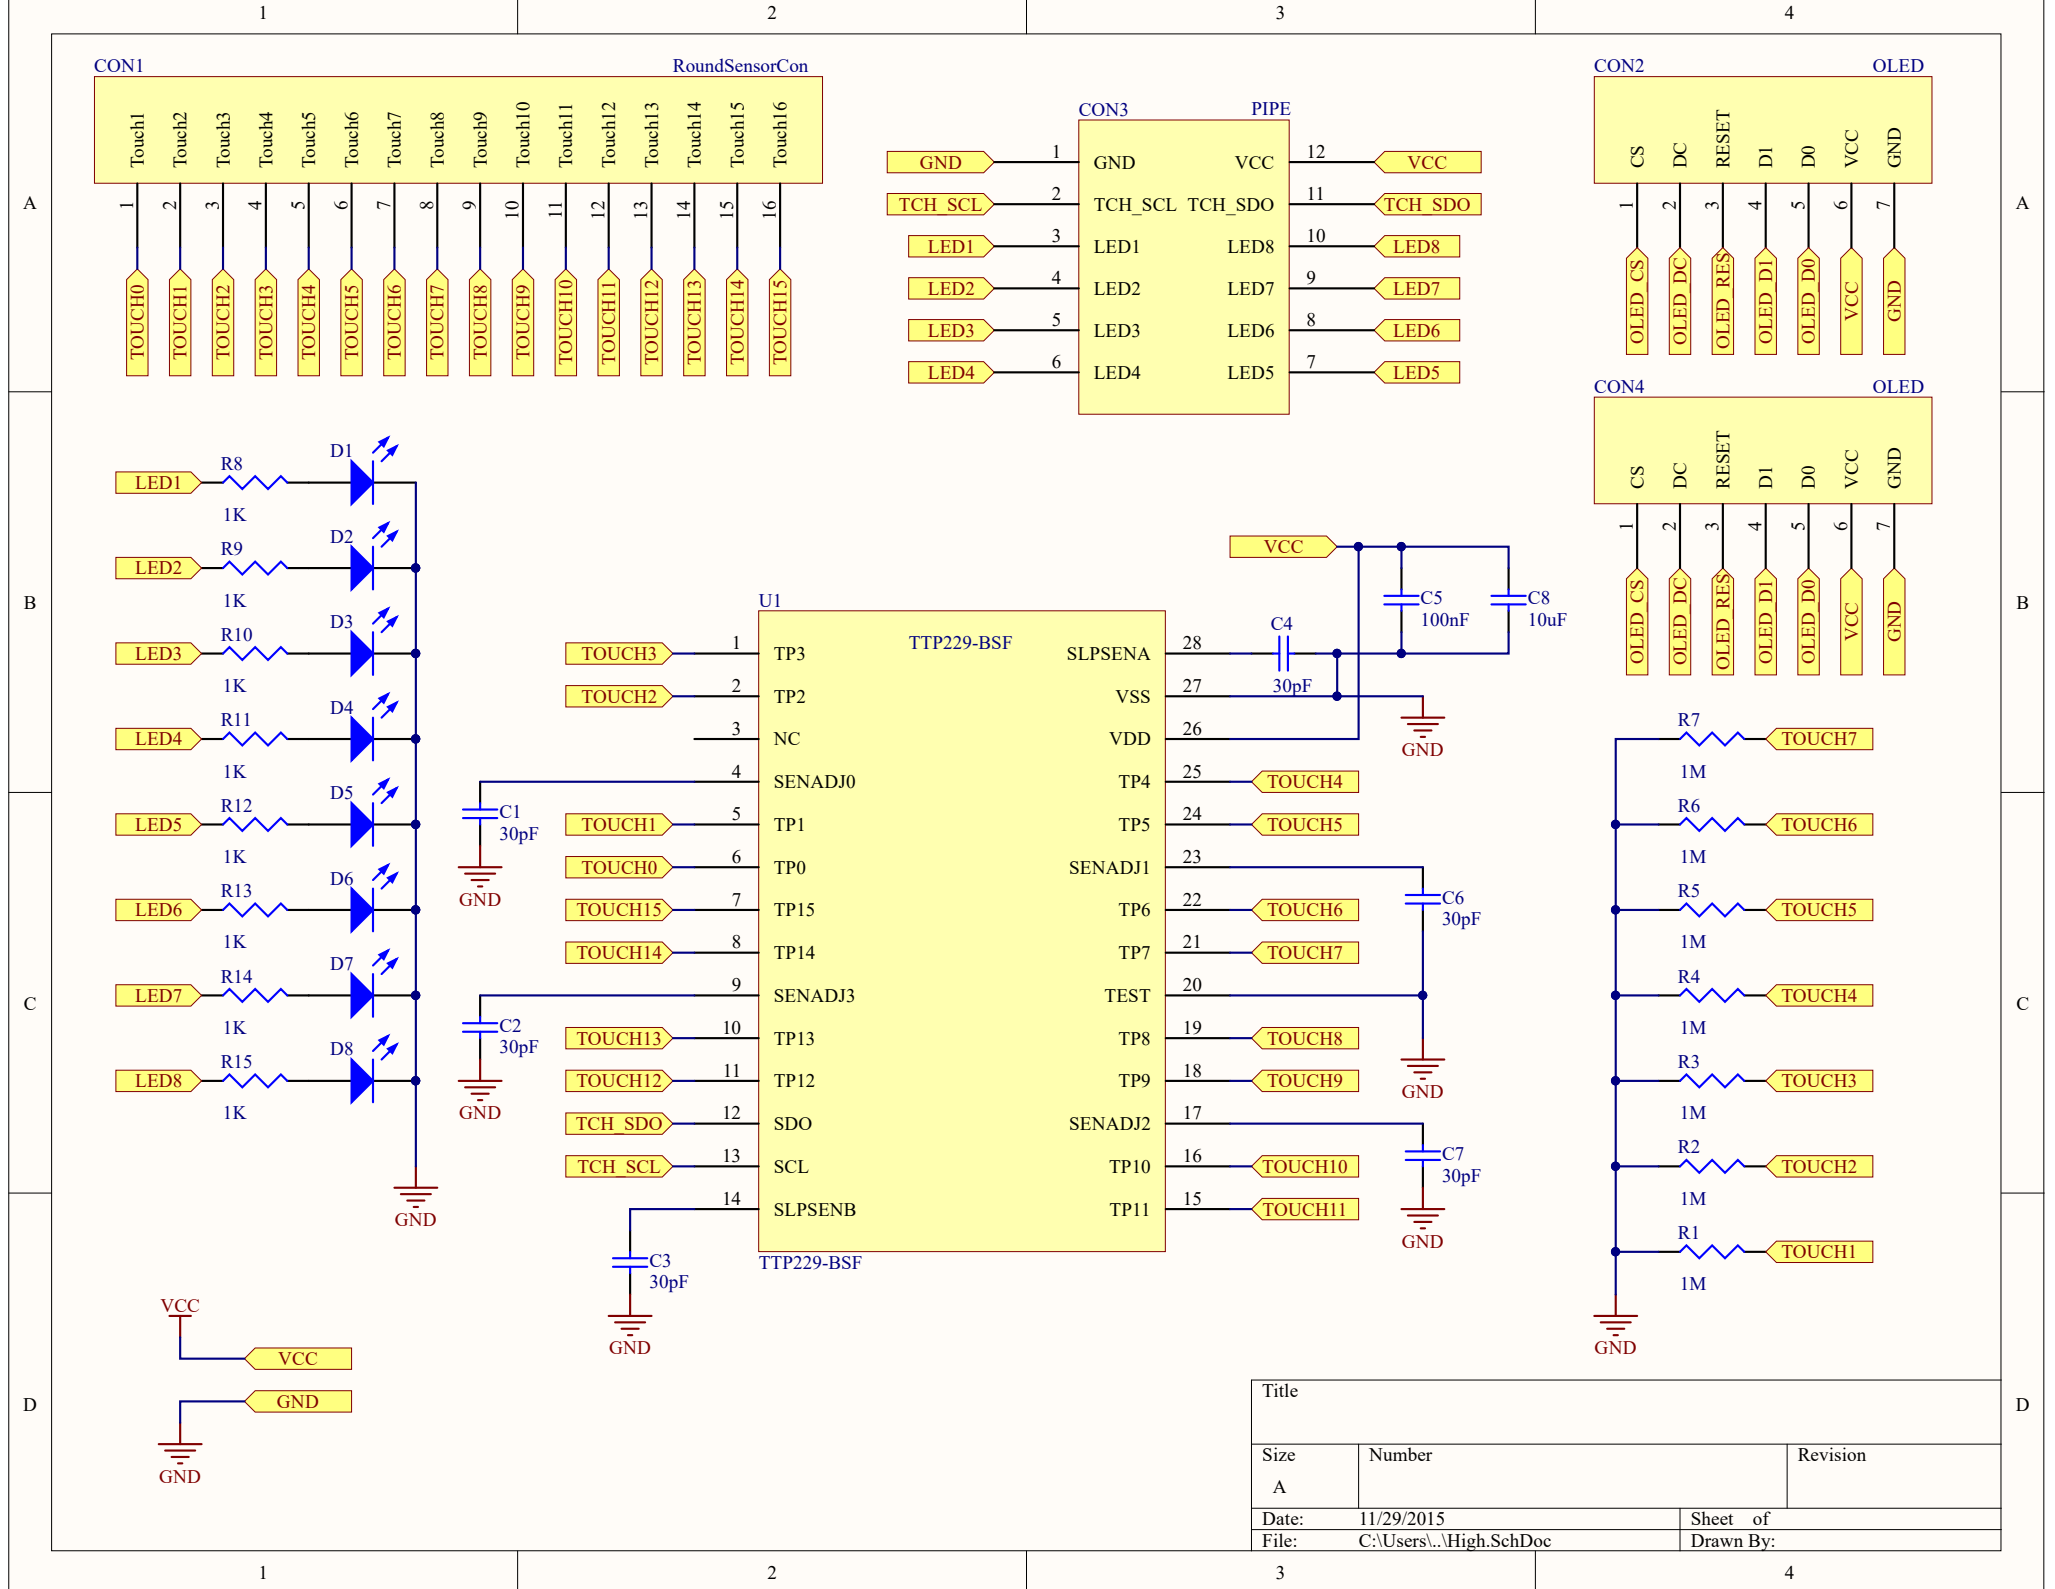 1 2 3 4
A
B
C
D
A
B
C
D
CON1 RoundSensorCon
Touch1 Touch2 Touch3 Touch4 Touch5 Touch6 Touch7 Touch8 Touch9 Touch10 Touch11 Touch12 Touch13 Touch14 Touch15 Touch16
1 2 3 4 5 6 7 8 9 10 11 12 13 14 15 16
TOUCH0 TOUCH1 TOUCH2 TOUCH3 TOUCH4 TOUCH5 TOUCH6 TOUCH7 TOUCH8 TOUCH9 TOUCH10 TOUCH11 TOUCH12 TOUCH13 TOUCH14 TOUCH15
CON3 PIPE
GND 1 GND VCC 12 VCC
TCH_SCL 2 TCH_SCL TCH_SDO 11 TCH_SDO
LED1 3 LED1 LED8 10 LED8
LED2 4 LED2 LED7 9 LED7
LED3 5 LED3 LED6 8 LED6
LED4 6 LED4 LED5 7 LED5
CON2 OLED
CS DC RESET D1 D0 VCC GND
1 2 3 4 5 6 7
OLED_CS OLED_DC OLED_RES OLED_D1 OLED_D0 VCC GND
CON4 OLED
CS DC RESET D1 D0 VCC GND
1 2 3 4 5 6 7
OLED_CS OLED_DC OLED_RES OLED_D1 OLED_D0 VCC GND
LED1 R8 1K D1
LED2 R9 1K D2
LED3 R10 1K D3
LED4 R11 1K D4
LED5 R12 1K D5
LED6 R13 1K D6
LED7 R14 1K D7
LED8 R15 1K D8
GND
U1
TTP229-BSF
TOUCH3 1 TP3 SLPSENA 28
TOUCH2 2 TP2 VSS 27
3 NC VDD 26
4 SENADJ0 TP4 25 TOUCH4
TOUCH1 5 TP1 TP5 24 TOUCH5
TOUCH0 6 TP0 SENADJ1 23
TOUCH15 7 TP15 TP6 22 TOUCH6
TOUCH14 8 TP14 TP7 21 TOUCH7
9 SENADJ3 TEST 20
TOUCH13 10 TP13 TP8 19 TOUCH8
TOUCH12 11 TP12 TP9 18 TOUCH9
TCH_SDO 12 SDO SENADJ2 17
TCH_SCL 13 SCL TP10 16 TOUCH10
14 SLPSENB TP11 15 TOUCH11
TTP229-BSF
C1
30pF
GND
C2
30pF
GND
C3
30pF
GND
VCC
C4
30pF
C5
100nF
C8
10uF
GND
C6
30pF
GND
C7
30pF
GND
R7 TOUCH7
1M
R6 TOUCH6
1M
R5 TOUCH5
1M
R4 TOUCH4
1M
R3 TOUCH3
1M
R2 TOUCH2
1M
R1 TOUCH1
1M
GND
VCC
VCC
GND
GND
Title
Size Number Revision
A
Date: 11/29/2015 Sheet of
File: C:\Users\..\High.SchDoc Drawn By:
1 2 3 4